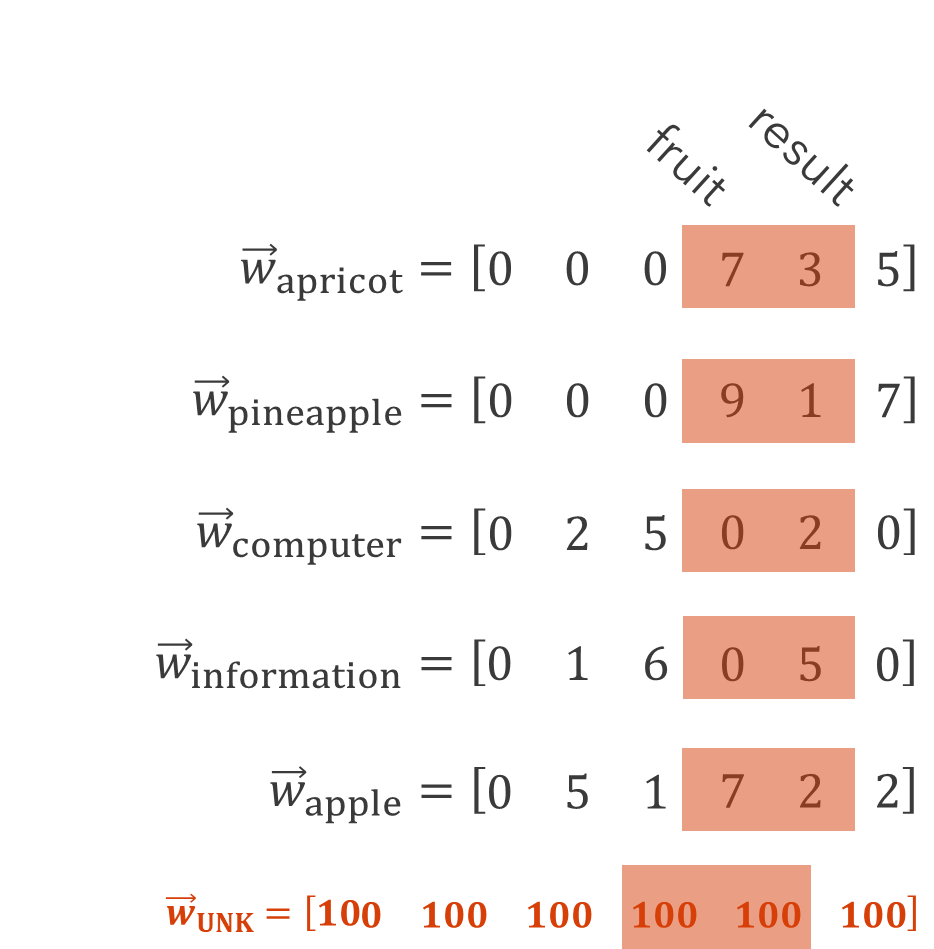 fruit result
w⃗apricot = [0 0 0 7 3 5]
w⃗pineapple = [0 0 0 9 1 7]
w⃗computer = [0 2 5 0 2 0]
w⃗information = [0 1 6 0 5 0]
w⃗apple = [0 5 1 7 2 2]
w⃗UNK = [100 100 100 100 100 100]